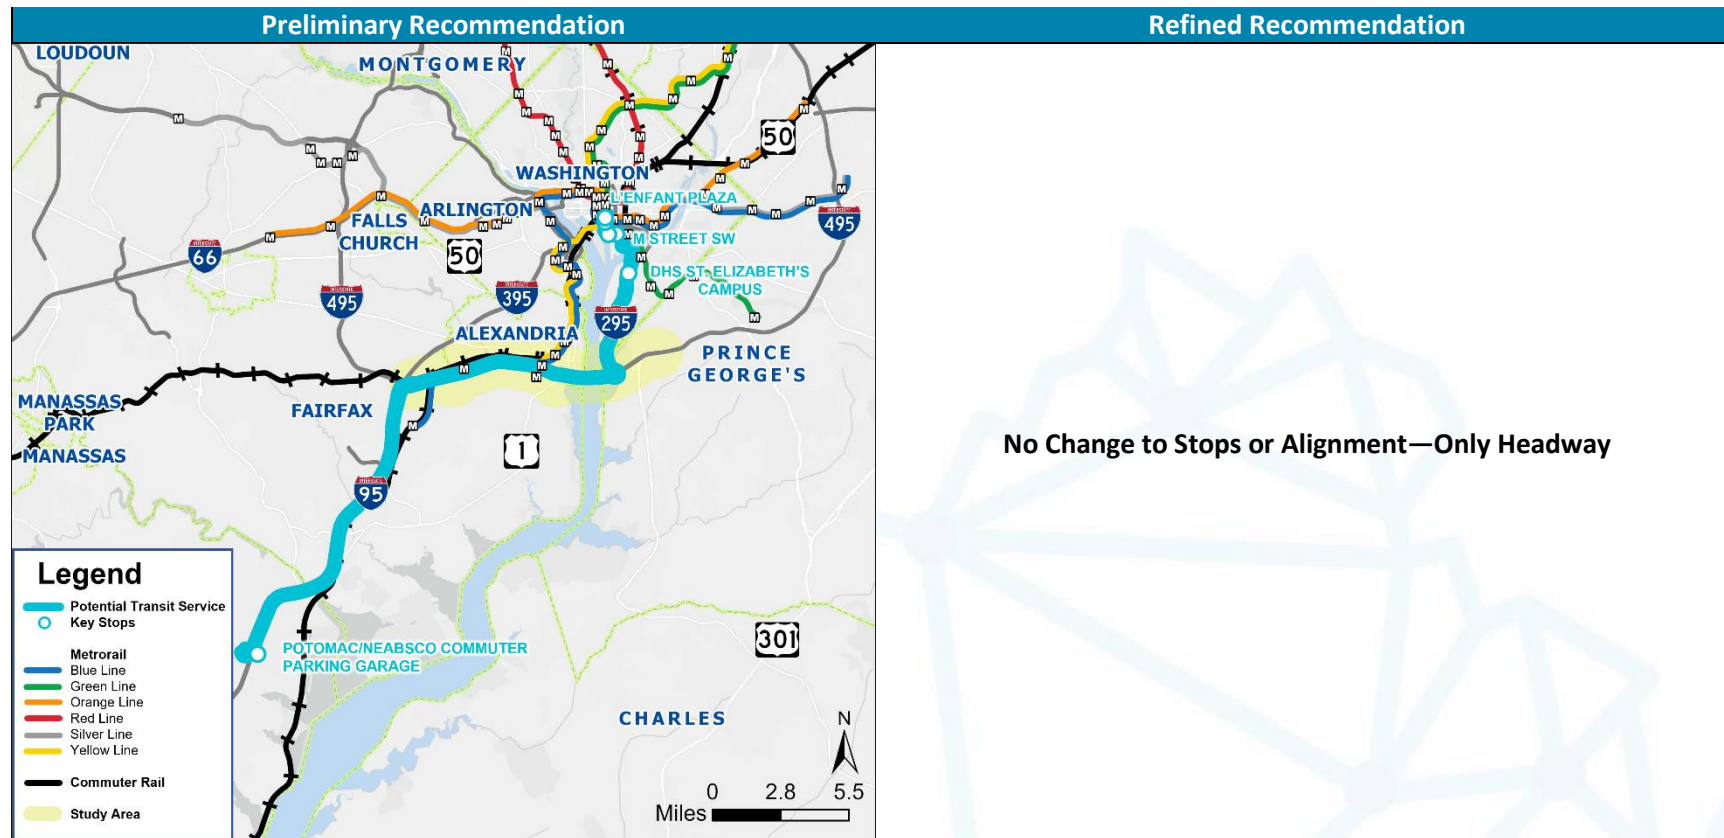 Preliminary Recommendation
Refined Recommendation
LOUDOUN
MONTGOMERY
50
WASHINGTON
L'ENFANT PLAZA
ARLINGTON
FALLS
CHURCH
495
M STREET SW
50
66
DHS ST. ELIZABETH'S
CAMPUS
495
395
295
ALEXANDRIA
PRINCE
GEORGE'S
MANASSAS
PARK
FAIRFAX
MANASSAS
1
95
No Change to Stops or Alignment—Only Headway
Legend
Potential Transit Service
Key Stops
Metrorail
Blue Line
Green Line
Orange Line
Red Line
Silver Line
Yellow Line
Commuter Rail
Study Area
POTOMAC/NEABSCO COMMUTER
PARKING GARAGE
301
CHARLES
N
0 2.8 5.5
Miles